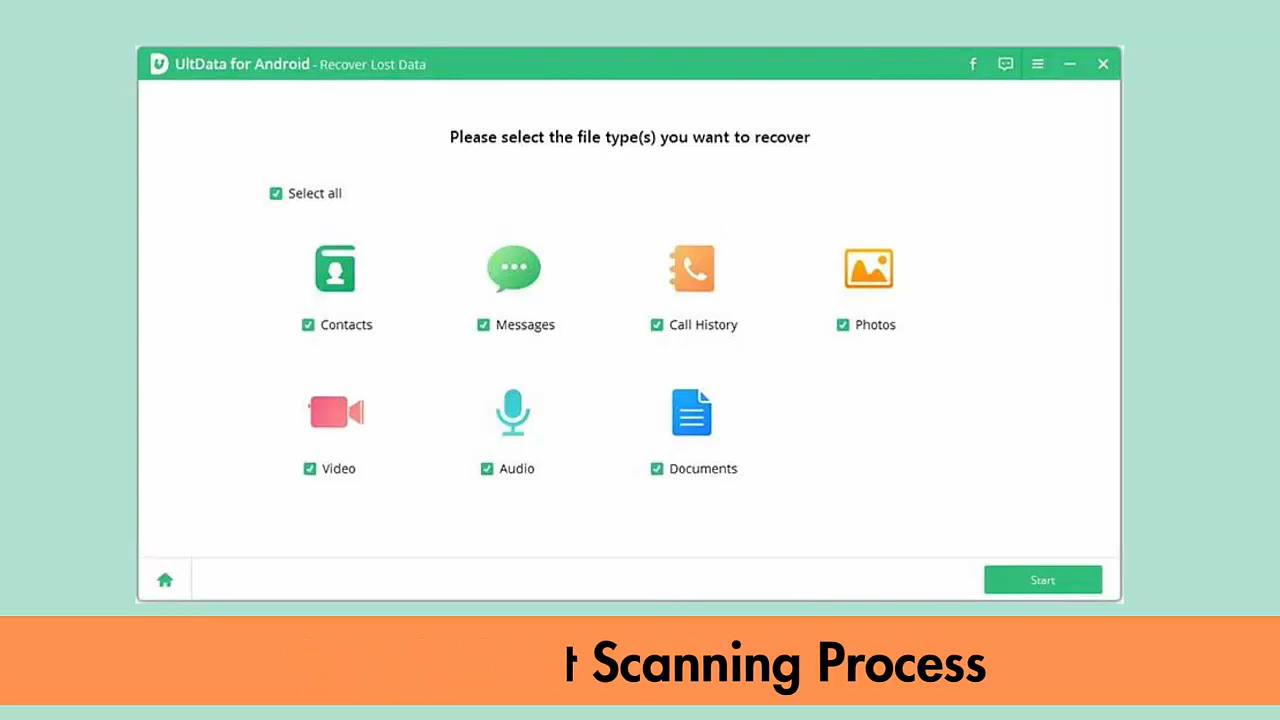 UltData for Android - Recover Lost Data
Please select the file type(s) you want to recover
Select all
Contacts
Messages
Call History
Photos
Video
Audio
Documents
Start
Scanning Process